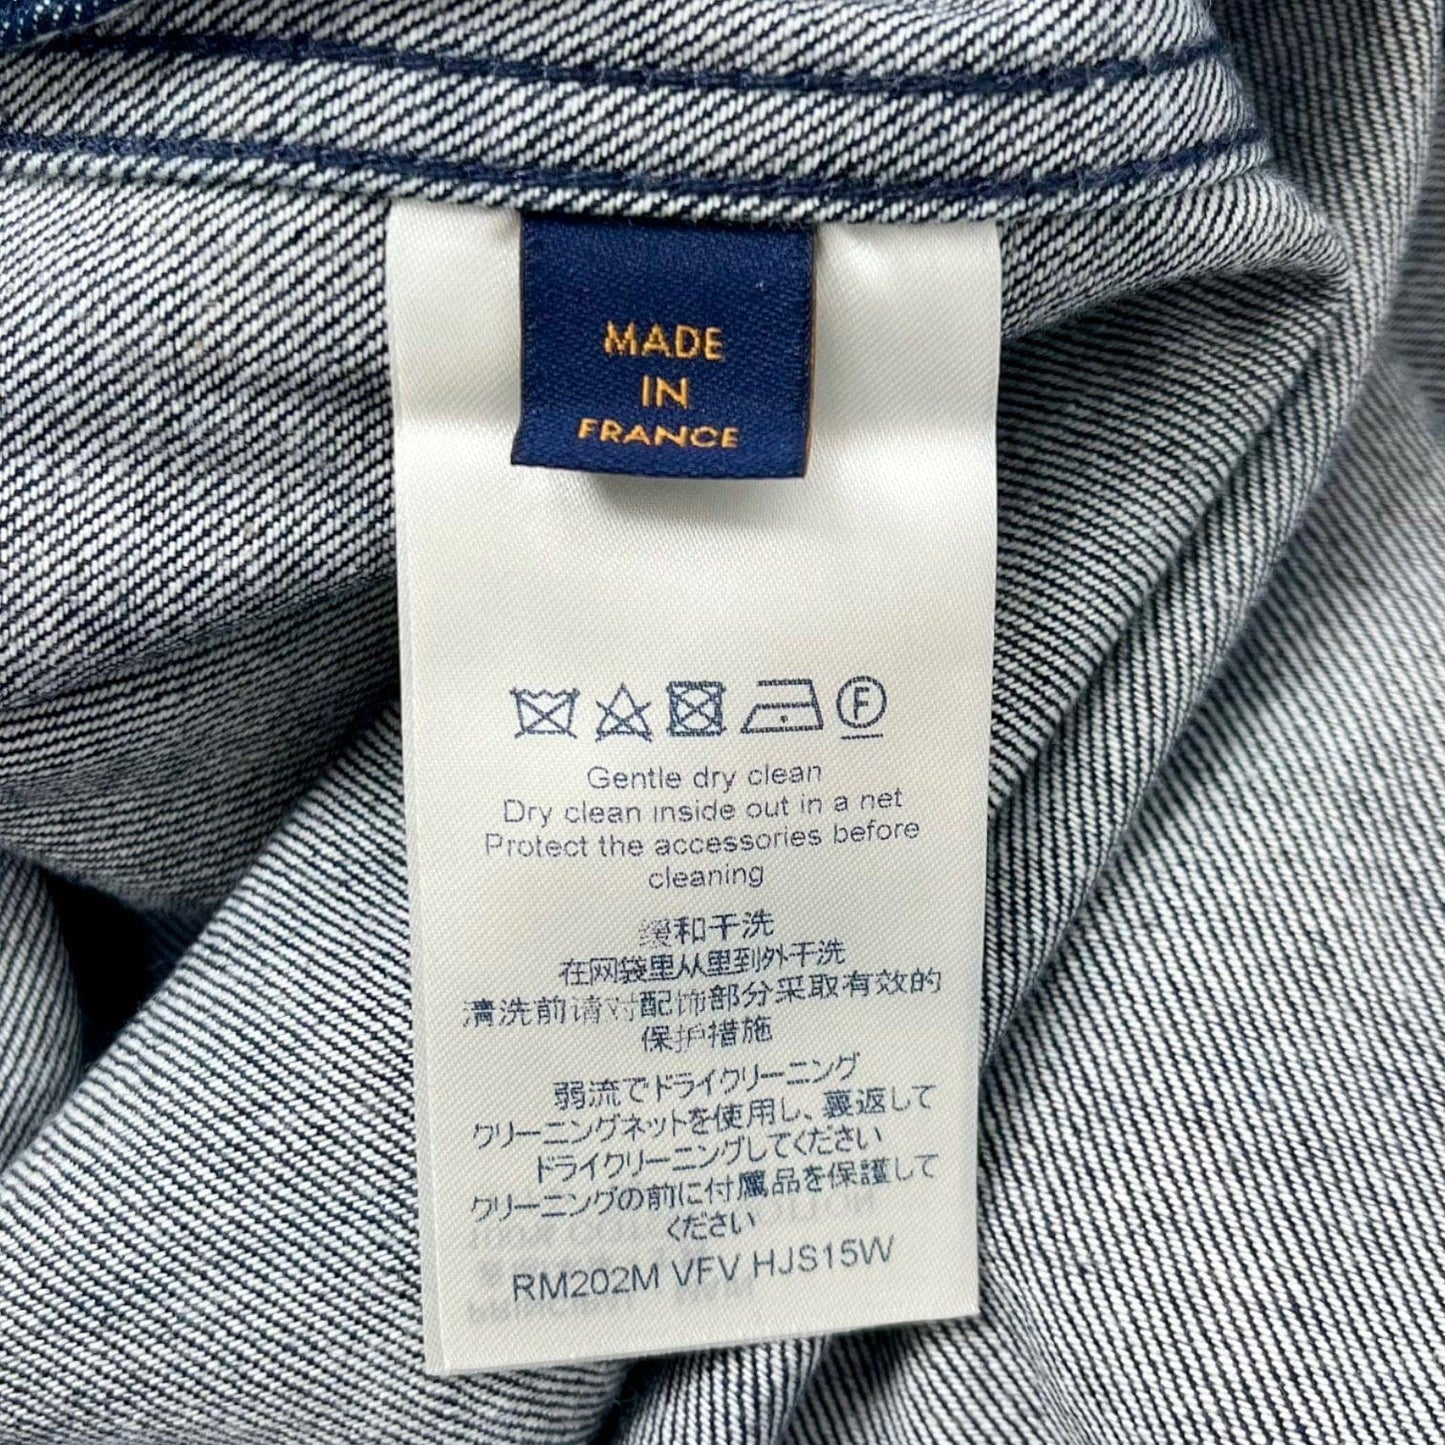 MADE
IN
FRANCE
F
Gentle dry clean
Dry clean inside out in a net
Protect the accessories before
cleaning
缓和干洗
在网袋里从里到外干洗
清洗前请对配饰部分采取有效的
保护措施
弱流でドライクリーニング
クリーニングネットを使用し、裏返して
ドライクリーニングしてください
クリーニングの前に付属品を保護して
ください
RM202M VFV HJS15W